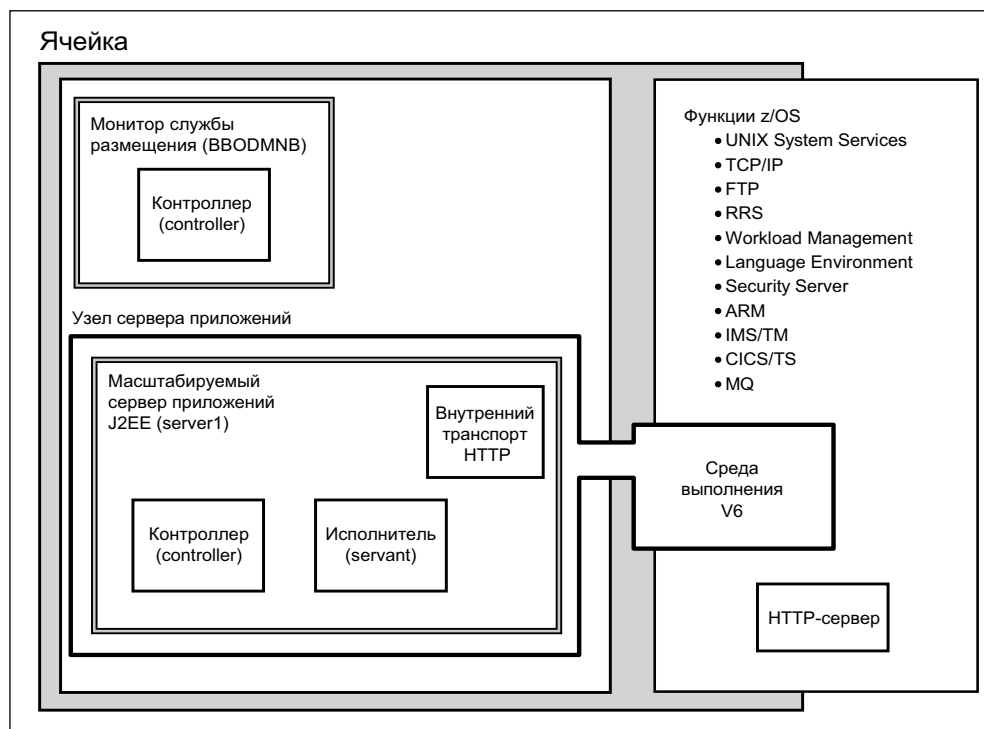 Ячейка
Монитор службы
размещения (BBODMNB)
Контроллер
(controller)
Узел сервера приложений
Масштабируемый
сервер приложений
J2EE (server1)
Внутренний
транспорт
HTTP
Контроллер
(controller)
Исполнитель
(servant)
Функции z/OS
• UNIX System Services
• TCP/IP
• FTP
• RRS
• Workload Management
• Language Environment
• Security Server
• ARM
• IMS/TM
• CICS/TS
• MQ
Среда
выполнения
V6
HTTP-сервер